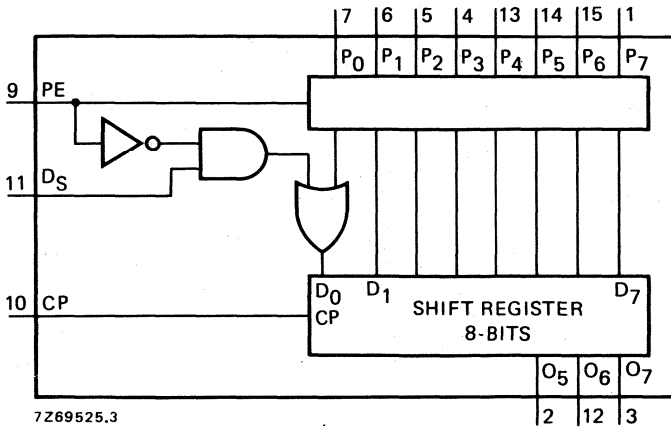 7 6 5 4 13 14 15 1
P0 P1 P2 P3 P4 P5 P6 P7
9 PE
11 DS
D0 D1 D7
SHIFT REGISTER
10 CP
CP
8-BITS
O5 O6 O7
7Z69525.3
2 12 3